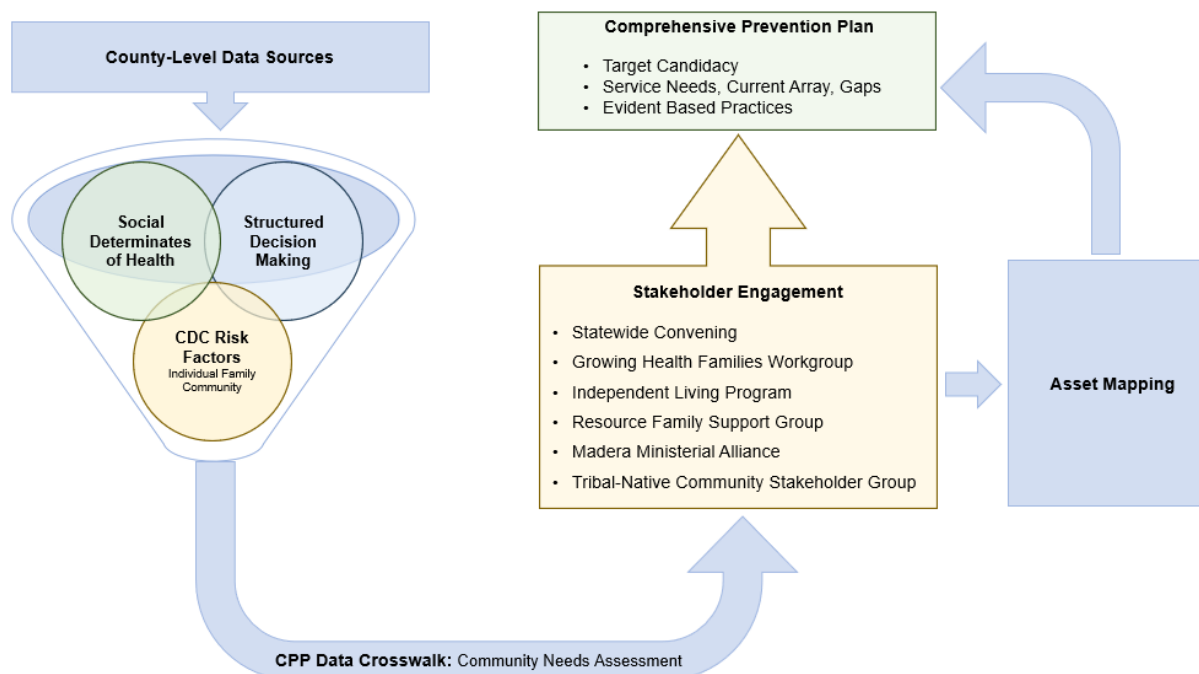 County-Level Data Sources
Social
Determinates
of Health
Structured
Decision
Making
CDC Risk
Factors
Individual Family
Community
CPP Data Crosswalk: Community Needs Assessment
Stakeholder Engagement
• Statewide Convening
• Growing Health Families Workgroup
• Independent Living Program
• Resource Family Support Group
• Madera Ministerial Alliance
• Tribal-Native Community Stakeholder Group
Asset Mapping
Comprehensive Prevention Plan
• Target Candidacy
• Service Needs, Current Array, Gaps
• Evident Based Practices